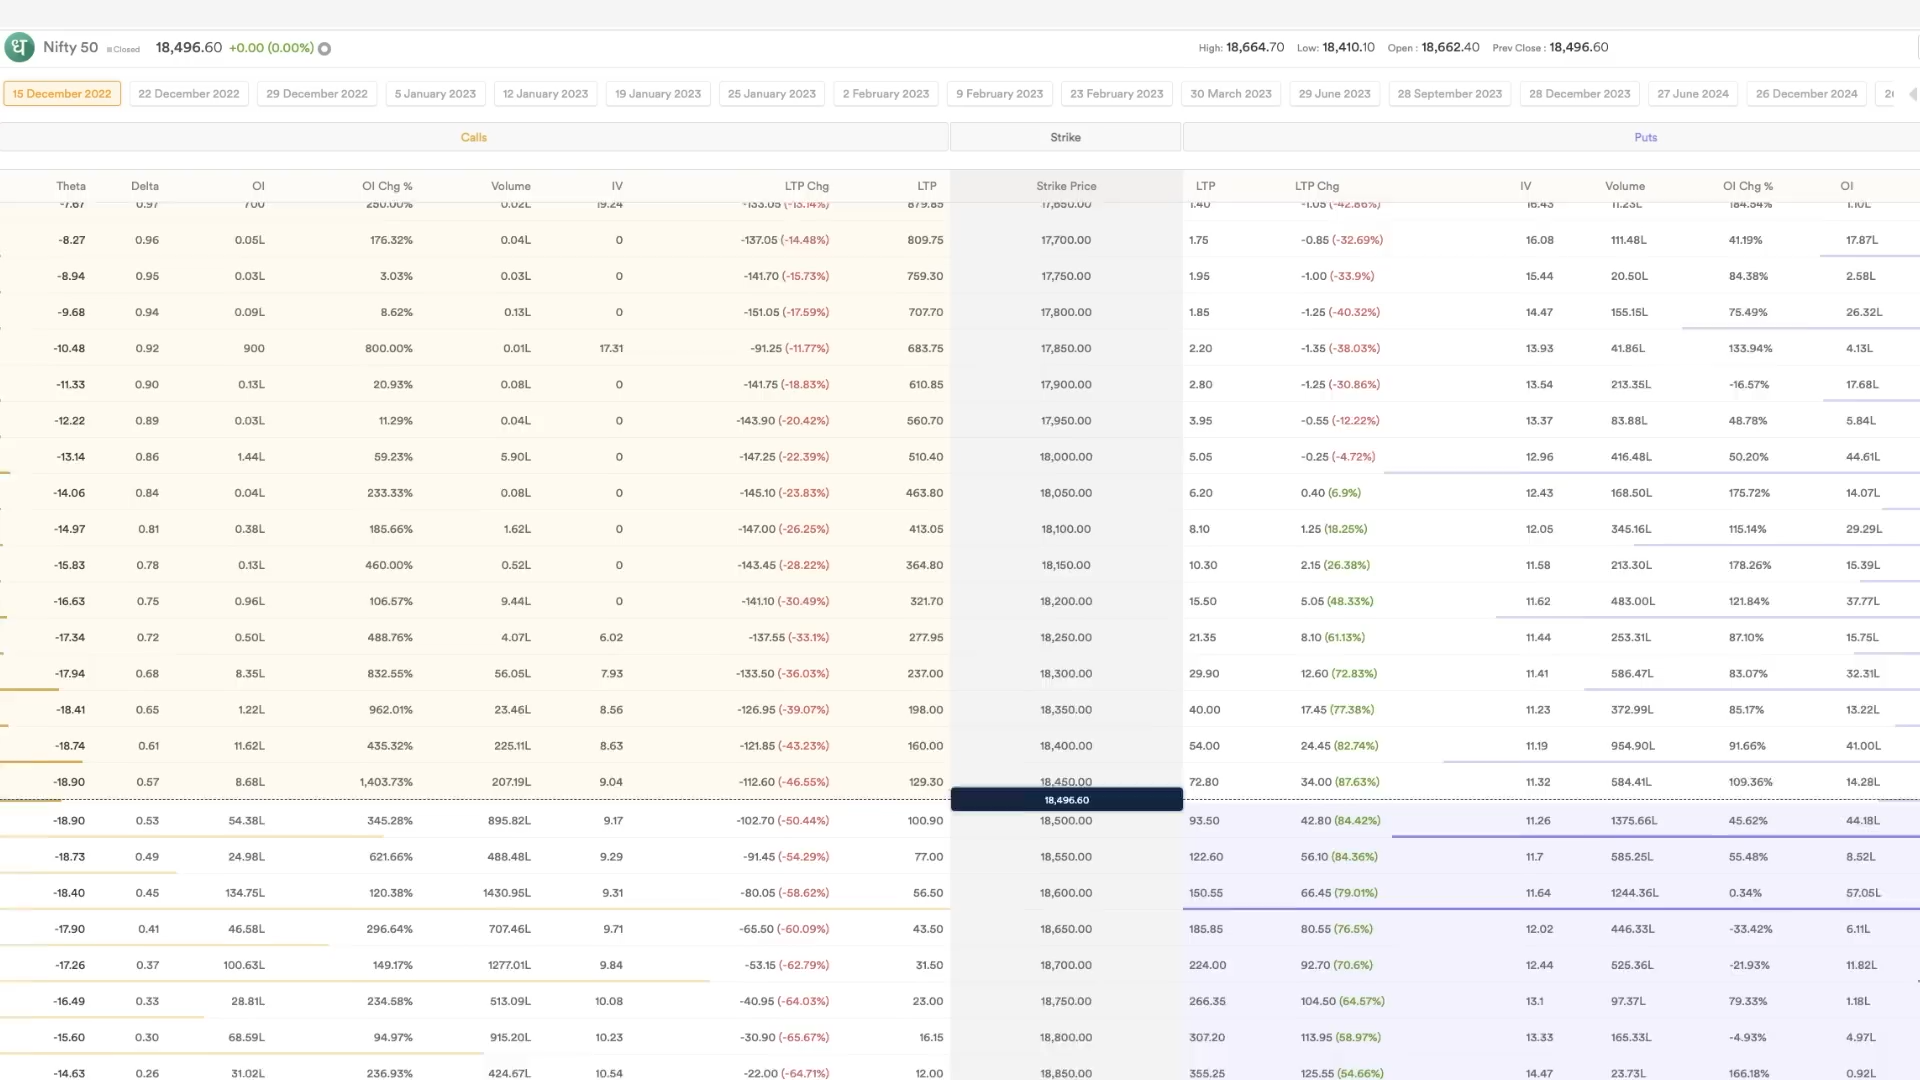 ध Nifty 50 Closed 18,496.60 +0.00 (0.00%) High: 18,664.70 Low: 18,410.10 Open : 18,662.40 Prev Close : 18,496.60
15 December 2022 22 December 2022 29 December 2022 5 January 2023 12 January 2023 19 January 2023 25 January 2023 2 February 2023 9 February 2023 23 February 2023 30 March 2023 29 June 2023 28 September 2023 28 December 2023 27 June 2024 26 December 2024
Calls Strike Puts
Theta Delta OI OI Chg % Volume IV LTP Chg LTP Strike Price LTP LTP Chg IV Volume OI Chg % OI
-7.67 0.97 700 250.00% 0.02L 19.24 -133.05 (-13.14%) 879.85 17,650.00 1.40 -1.05 (-42.86%) 16.43 11.23L 184.54% 1.10L
-8.27 0.96 0.05L 176.32% 0.04L 0 -137.05 (-14.48%) 809.75 17,700.00 1.75 -0.85 (-32.69%) 16.08 111.48L 41.19% 17.87L
-8.94 0.95 0.03L 3.03% 0.03L 0 -141.70 (-15.73%) 759.30 17,750.00 1.95 -1.00 (-33.9%) 15.44 20.50L 84.38% 2.58L
-9.68 0.94 0.09L 8.62% 0.13L 0 -151.05 (-17.59%) 707.70 17,800.00 1.85 -1.25 (-40.32%) 14.47 155.15L 75.49% 26.32L
-10.48 0.92 900 800.00% 0.01L 17.31 -91.25 (-11.77%) 683.75 17,850.00 2.20 -1.35 (-38.03%) 13.93 41.86L 133.94% 4.13L
-11.33 0.90 0.13L 20.93% 0.08L 0 -141.75 (-18.83%) 610.85 17,900.00 2.80 -1.25 (-30.86%) 13.54 213.35L -16.57% 17.68L
-12.22 0.89 0.03L 11.29% 0.04L 0 -143.90 (-20.42%) 560.70 17,950.00 3.95 -0.55 (-12.22%) 13.37 83.88L 48.78% 5.84L
-13.14 0.86 1.44L 59.23% 5.90L 0 -147.25 (-22.39%) 510.40 18,000.00 5.05 -0.25 (-4.72%) 12.96 416.48L 50.20% 44.61L
-14.06 0.84 0.04L 233.33% 0.08L 0 -145.10 (-23.83%) 463.80 18,050.00 6.20 0.40 (6.9%) 12.43 168.50L 175.72% 14.07L
-14.97 0.81 0.38L 185.66% 1.62L 0 -147.00 (-26.25%) 413.05 18,100.00 8.10 1.25 (18.25%) 12.05 345.16L 115.14% 29.29L
-15.83 0.78 0.13L 460.00% 0.52L 0 -143.45 (-28.22%) 364.80 18,150.00 10.30 2.15 (26.38%) 11.58 213.30L 178.26% 15.39L
-16.63 0.75 0.96L 106.57% 9.44L 0 -141.10 (-30.49%) 321.70 18,200.00 15.50 5.05 (48.33%) 11.62 483.00L 121.84% 37.77L
-17.34 0.72 0.50L 488.76% 4.07L 6.02 -137.55 (-33.1%) 277.95 18,250.00 21.35 8.10 (61.13%) 11.44 253.31L 87.10% 15.75L
-17.94 0.68 8.35L 832.55% 56.05L 7.93 -133.50 (-36.03%) 237.00 18,300.00 29.90 12.60 (72.83%) 11.41 586.47L 83.07% 32.31L
-18.41 0.65 1.22L 962.01% 23.46L 8.56 -126.95 (-39.07%) 198.00 18,350.00 40.00 17.45 (77.38%) 11.23 372.99L 85.17% 13.22L
-18.74 0.61 11.62L 435.32% 225.11L 8.63 -121.85 (-43.23%) 160.00 18,400.00 54.00 24.45 (82.74%) 11.19 954.90L 91.66% 41.00L
-18.90 0.57 8.68L 1,403.73% 207.19L 9.04 -112.60 (-46.55%) 129.30 18,450.00 72.80 34.00 (87.63%) 11.32 584.41L 109.36% 14.28L
18,496.60
-18.90 0.53 54.38L 345.28% 895.82L 9.17 -102.70 (-50.44%) 100.90 18,500.00 93.50 42.80 (84.42%) 11.26 1375.66L 45.62% 44.18L
-18.73 0.49 24.98L 621.66% 488.48L 9.29 -91.45 (-54.29%) 77.00 18,550.00 122.60 56.10 (84.36%) 11.7 585.25L 55.48% 8.52L
-18.40 0.45 134.75L 120.38% 1430.95L 9.31 -80.05 (-58.62%) 56.50 18,600.00 150.55 66.45 (79.01%) 11.64 1244.36L 0.34% 57.05L
-17.90 0.41 46.58L 296.64% 707.46L 9.71 -65.50 (-60.09%) 43.50 18,650.00 185.85 80.55 (76.5%) 12.02 446.33L -33.42% 6.11L
-17.26 0.37 100.63L 149.17% 1277.01L 9.84 -53.15 (-62.79%) 31.50 18,700.00 224.00 92.70 (70.6%) 12.44 525.36L -21.93% 11.82L
-16.49 0.33 28.81L 234.58% 513.09L 10.08 -40.95 (-64.03%) 23.00 18,750.00 266.35 104.50 (64.57%) 13.1 97.37L 79.33% 1.18L
-15.60 0.30 68.59L 94.97% 915.20L 10.23 -30.90 (-65.67%) 16.15 18,800.00 307.20 113.95 (58.97%) 13.33 165.33L -4.93% 4.97L
-14.63 0.26 31.02L 236.93% 424.67L 10.54 -22.00 (-64.71%) 12.00 18,850.00 355.25 125.55 (54.66%) 14.47 23.73L 166.18% 0.92L